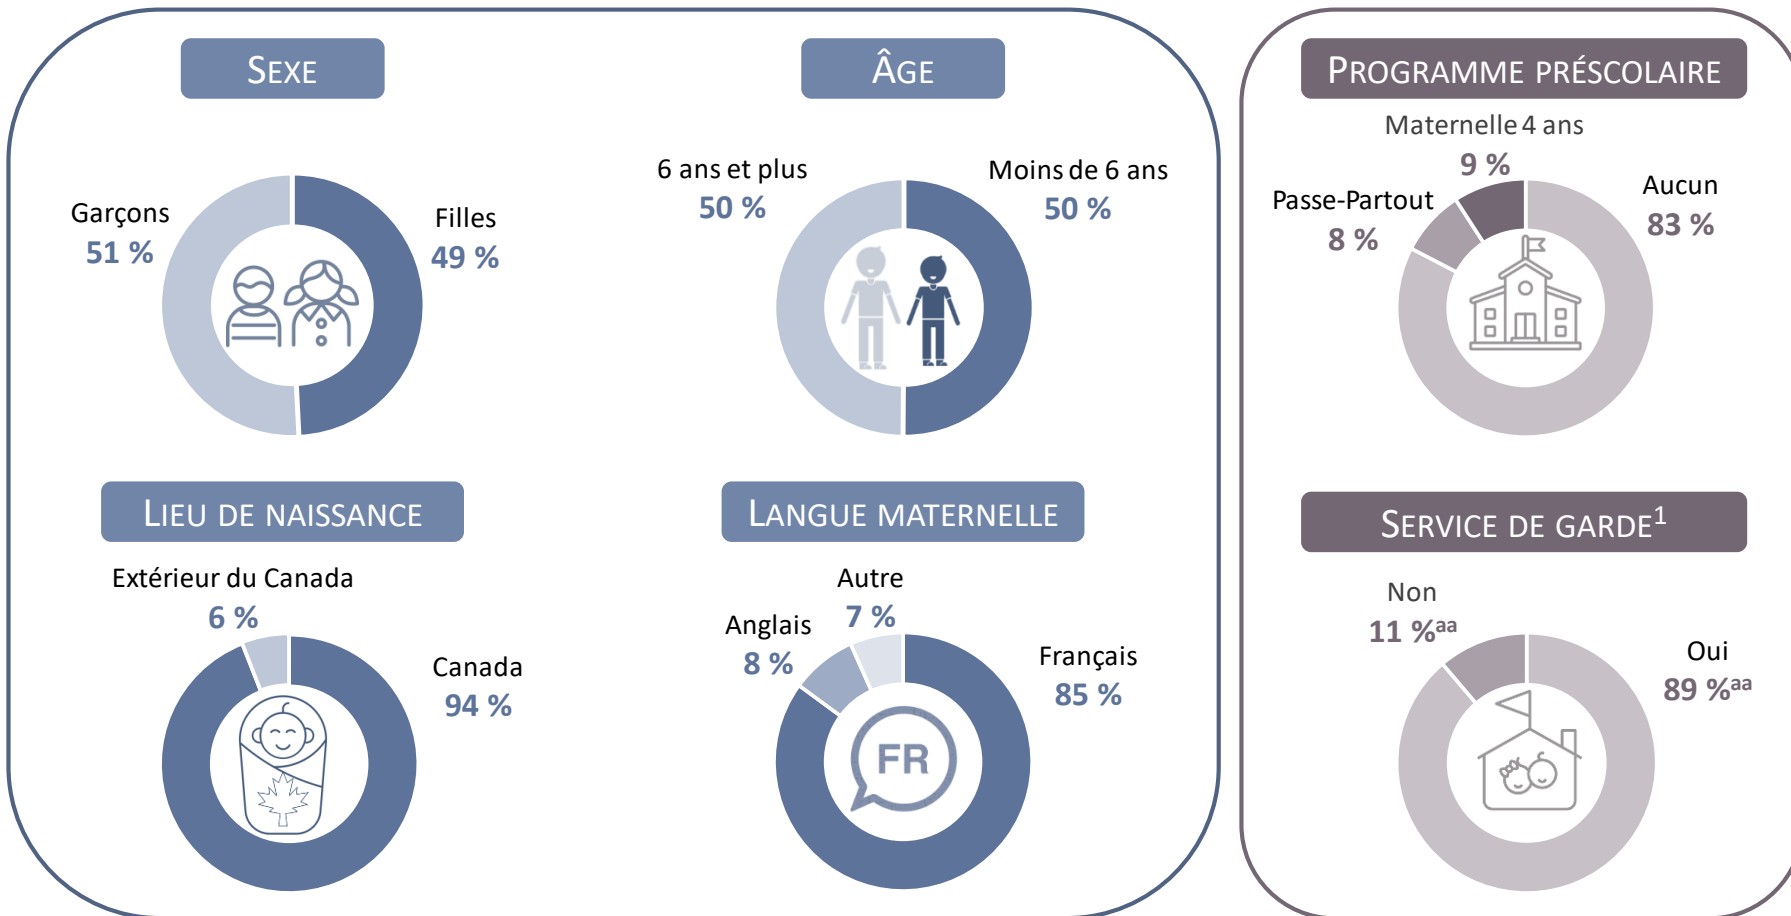 SEXE
Garçons
51 %
Filles
49 %
ÂGE
6 ans et plus
50 %
Moins de 6 ans
50 %
LIEU DE NAISSANCE
Extérieur du Canada
6 %
Canada
94 %
LANGUE MATERNELLE
Autre
7 %
Anglais
8 %
Français
85 %
FR
PROGRAMME PRÉSCOLAIRE
Maternelle 4 ans
9 %
Passe-Partout
8 %
Aucun
83 %
SERVICE DE GARDE1
Non
11 %aa
Oui
89 %aa